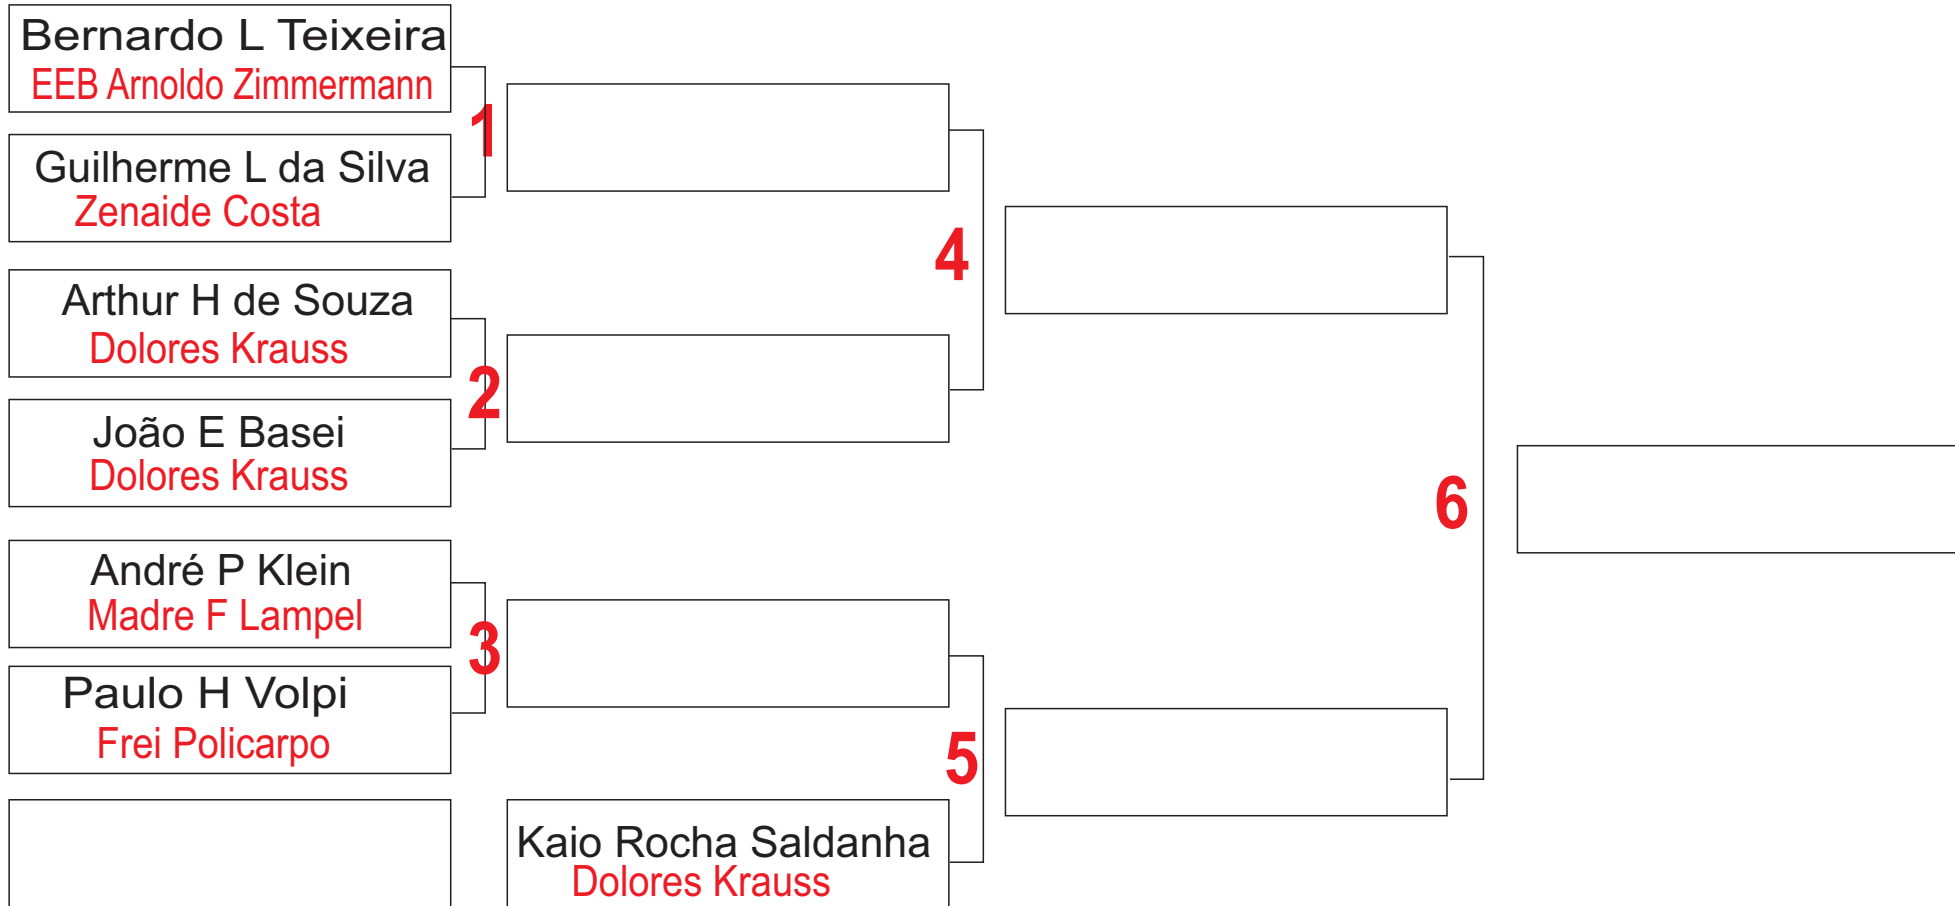 Bernardo L Teixeira
EEB Arnoldo Zimmermann
1
Guilherme L da Silva
Zenaide Costa
4
Arthur H de Souza
Dolores Krauss
2
João E Basei
Dolores Krauss
6
André P Klein
Madre F Lampel
3
Paulo H Volpi
Frei Policarpo
5
Kaio Rocha Saldanha
Dolores Krauss